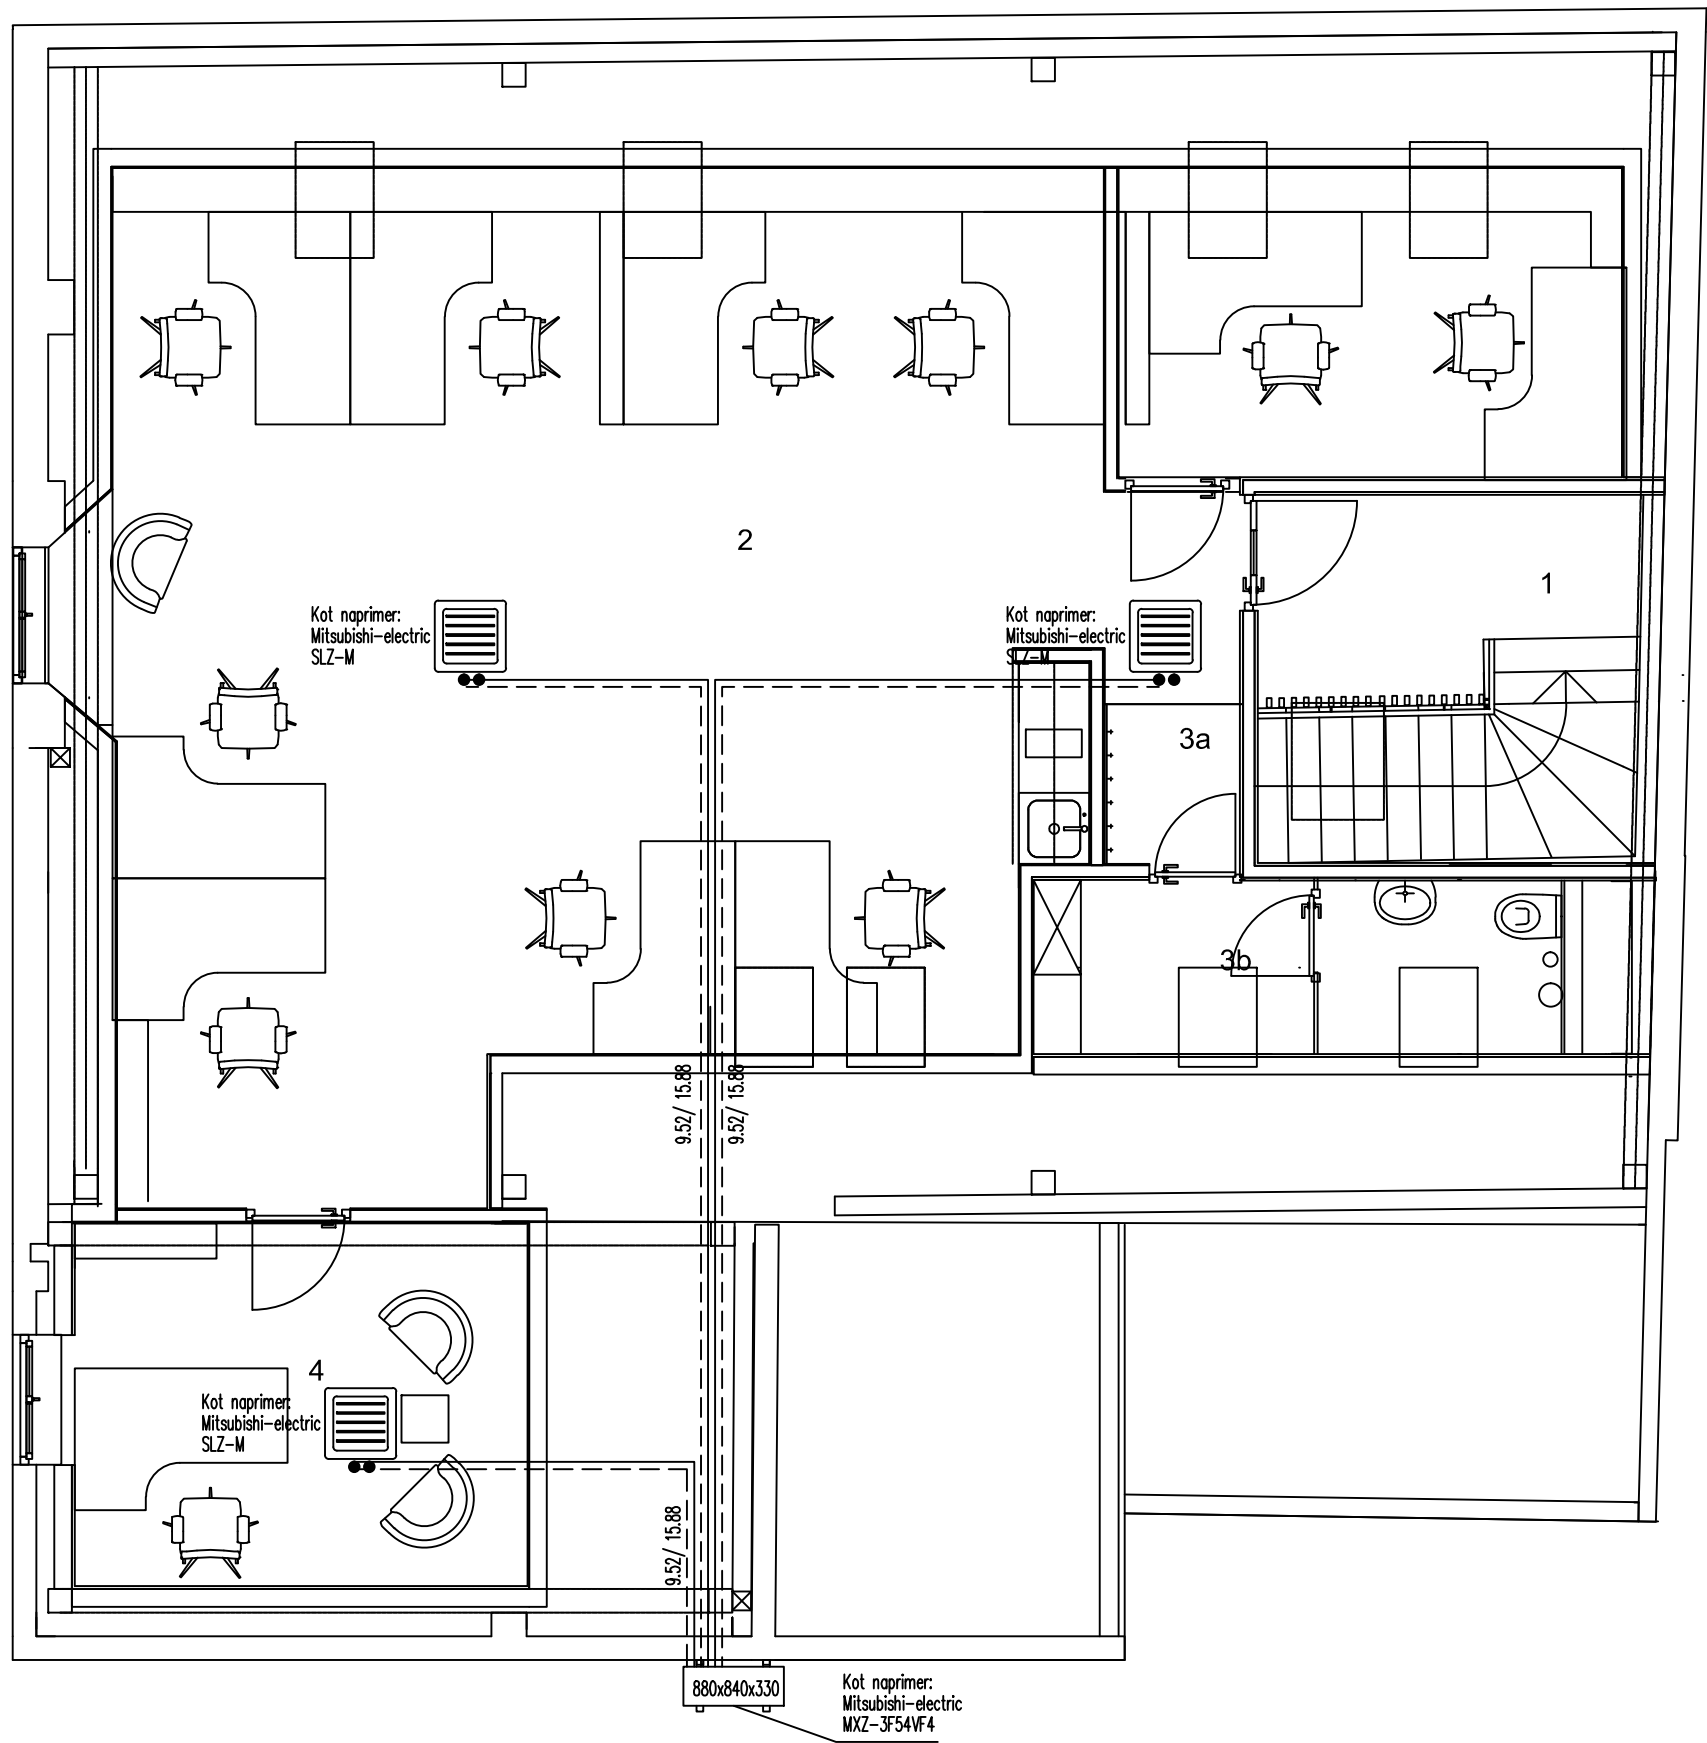 2
1
Kot naprimer:
Mitsubishi-electric
SLZ-M
Kot naprimer:
Mitsubishi-electric
SLZ-M
3a
3b
9.52/ 15.88
9.52/ 15.88
4
Kot naprimer:
Mitsubishi-electric
SLZ-M
9.52/ 15.88
880x840x330
Kot naprimer:
Mitsubishi-electric
MXZ-3F54VF4